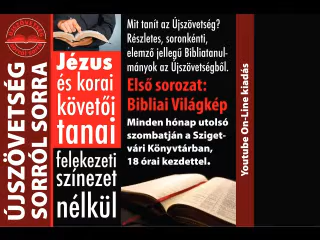 ÚJSZÖVETSÉG
SORRÓL SORRA
Jézus
és korai
követői
tanai
felekezeti
színezet
nélkül
Mit tanít az Újszövetség?
Részletes, soronkénti,
elemző jellegű Bibliatanul-
mányok az Újszövetségből.
Első sorozat:
Bibliai Világkép
Minden hónap utolsó
szombatján a Sziget-
vári Könyvtárban,
18 órai kezdettel.
Youtube On-Line kiadás